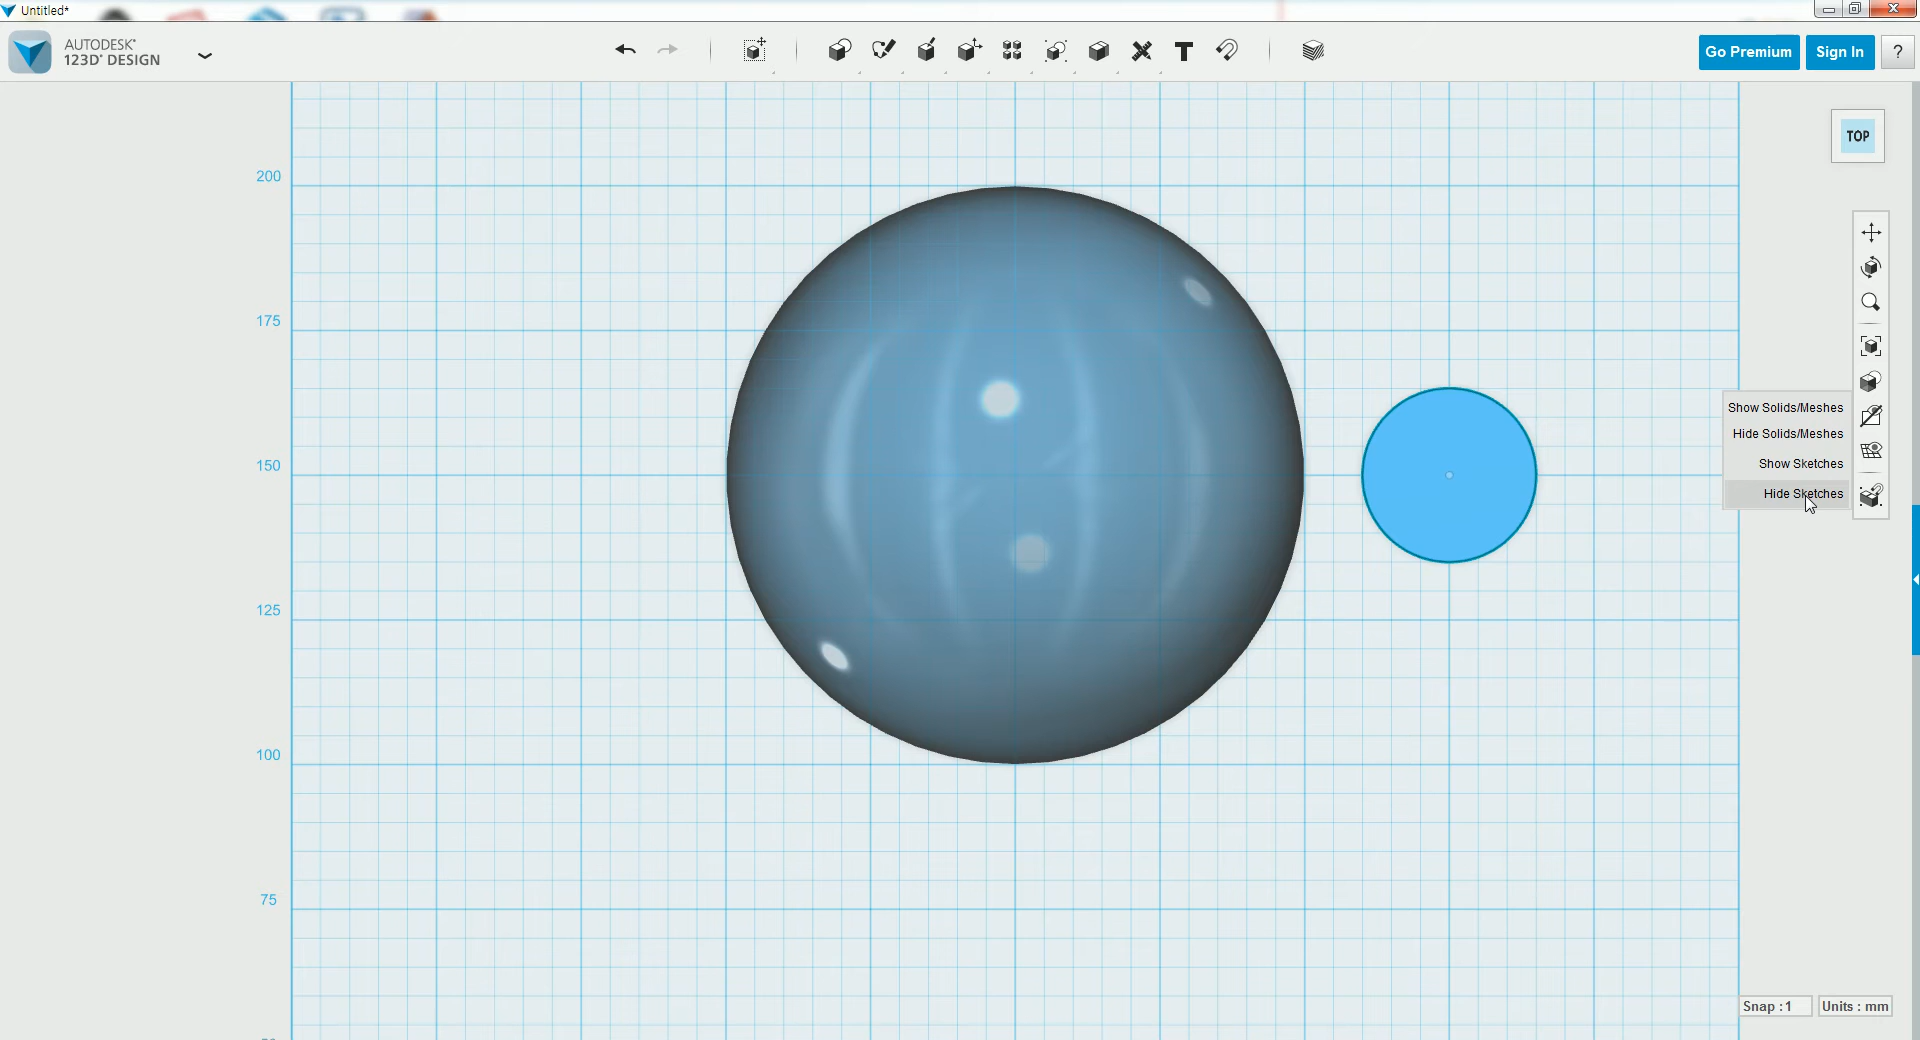 Untitled*
AUTODESK®
123D® DESIGN
Go Premium
Sign In
?
TOP
200
175
150
125
100
75
Show Solids/Meshes
Hide Solids/Meshes
Show Sketches
Hide Sketches
Snap : 1
Units : mm